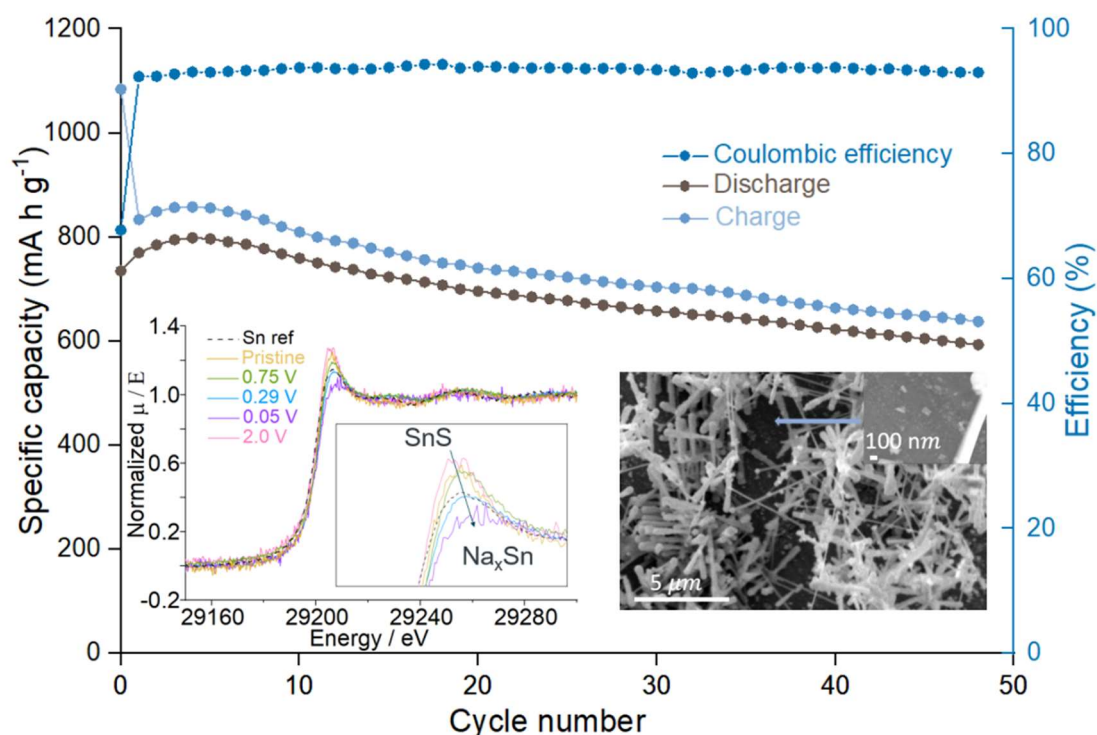 1200
1000
800
600
400
200
0
Specific capacity (mA h g⁻¹)
100
80
60
40
20
0
Efficiency (%)
Coulombic efficiency
Discharge
Charge
1.4
1.0
0.6
0.2
-0.2
Normalized μ / E
Sn ref
Pristine
0.75 V
0.29 V
0.05 V
2.0 V
SnS
NaₓSn
29160 29200 29240 29280
Energy / eV
100 nm
5 μm
0 10 20 30 40 50
Cycle number